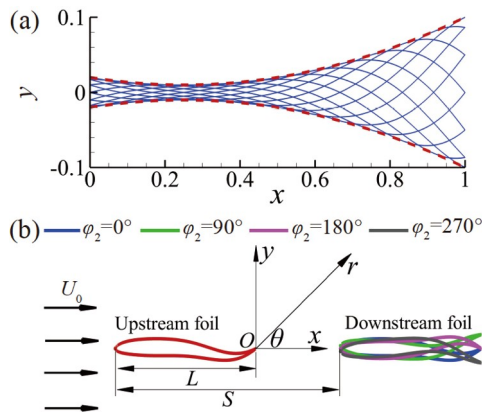 (a)
0.1
y
0
-0.1
0
0.2
0.4
0.6
0.8
1
x
(b)
φ₂=0° φ₂=90° φ₂=180° φ₂=270°
U₀
y
r
Upstream foil
O
θ
x
Downstream foil
L
S